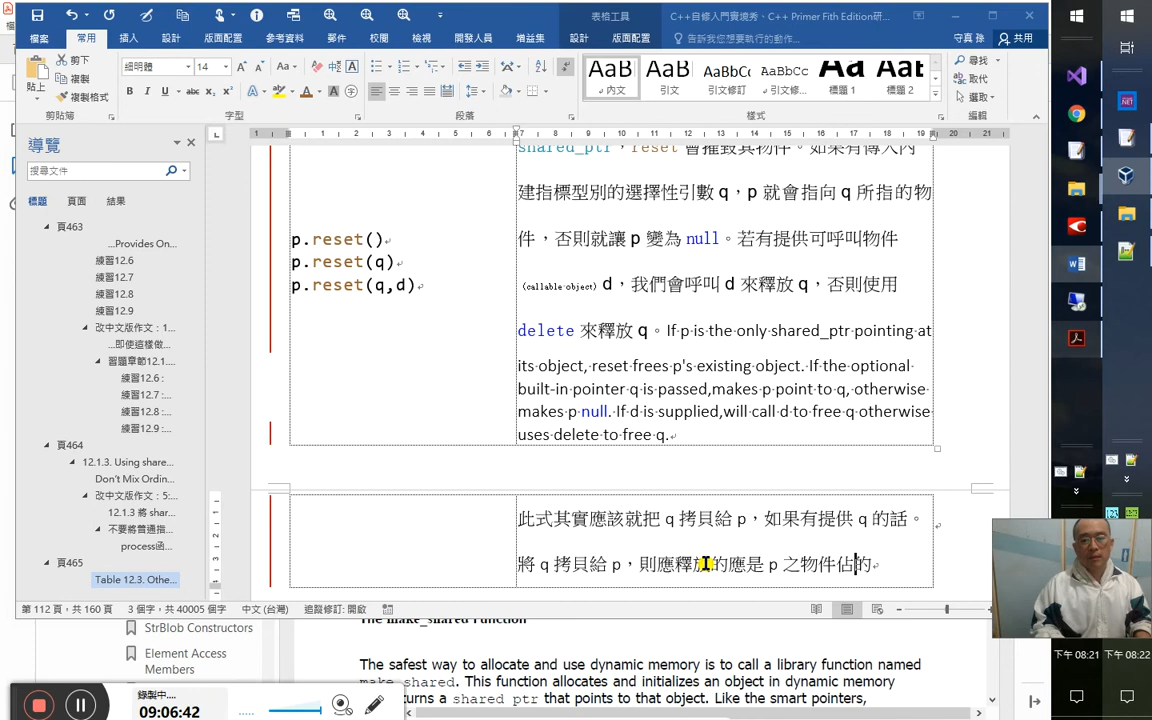 表格工具
C++自修入門實境秀、C++ Primer Fith Edition研...
檔案
常用
插入
設計
版面配置
參考資料
郵件
校閱
檢視
開發人員
增益集
設計
版面配置
告訴我您想要執行的動作...
守真 孫
共用
貼上
剪下
複製
複製格式
細明體
14
剪貼簿
字型
段落
樣式
編輯
AaB
內文
AaB
引文
AaBbCc
引文修訂
AaBbCc
引文修...
Aa
標題 1
Aat
標題 2
尋找
取代
選取
導覽
搜尋文件
標題
頁面
結果
頁463
...Provides On...
練習12.6
練習12.7
練習12.8
練習12.9
改中文版作文：1...
...即使這樣做...
習題章節12.1...
練習12.6 :
練習12.7 :...
練習12.8 :...
練習12.9 :...
頁464
12.1.3. Using share...
Don't Mix Ordin...
改中文版作文：5:...
12.1.3 將 shar...
不要將普通指...
process函...
頁465
Table 12.3. Othe...
p.reset()
p.reset(q)
p.reset(q,d)
shared_ptr，reset 會摧毀其物件。如果有傳入內
建指標型別的選擇性引數 q，p 就會指向 q 所指的物
件，否則就讓 p 變為 null。若有提供可呼叫物件
(callable object) d，我們會呼叫 d 來釋放 q，否則使用
delete 來釋放 q。If p is the only shared_ptr pointing at
its object, reset frees p's existing object. If the optional
built-in pointer q is passed,makes p point to q, otherwise
makes p null. If d is supplied,will call d to free q otherwise
uses delete to free q.
此式其實應該就把 q 拷貝給 p，如果有提供 q 的話。
將 q 拷貝給 p，則應釋放的應是 p 之物件佔的
第 112 頁，共 160 頁
3 個字，共 40005 個字
中文 (台灣)
追蹤修訂: 開啟
StrBlob Constructors
Element Access
Members
The make_shared Function
The safest way to allocate and use dynamic memory is to call a library function named
make_shared. This function allocates and initializes an object in dynamic memory
turns a shared_ptr that points to that object. Like the smart pointers,
錄製中....
09:06:42
下午 08:21
下午 08:22